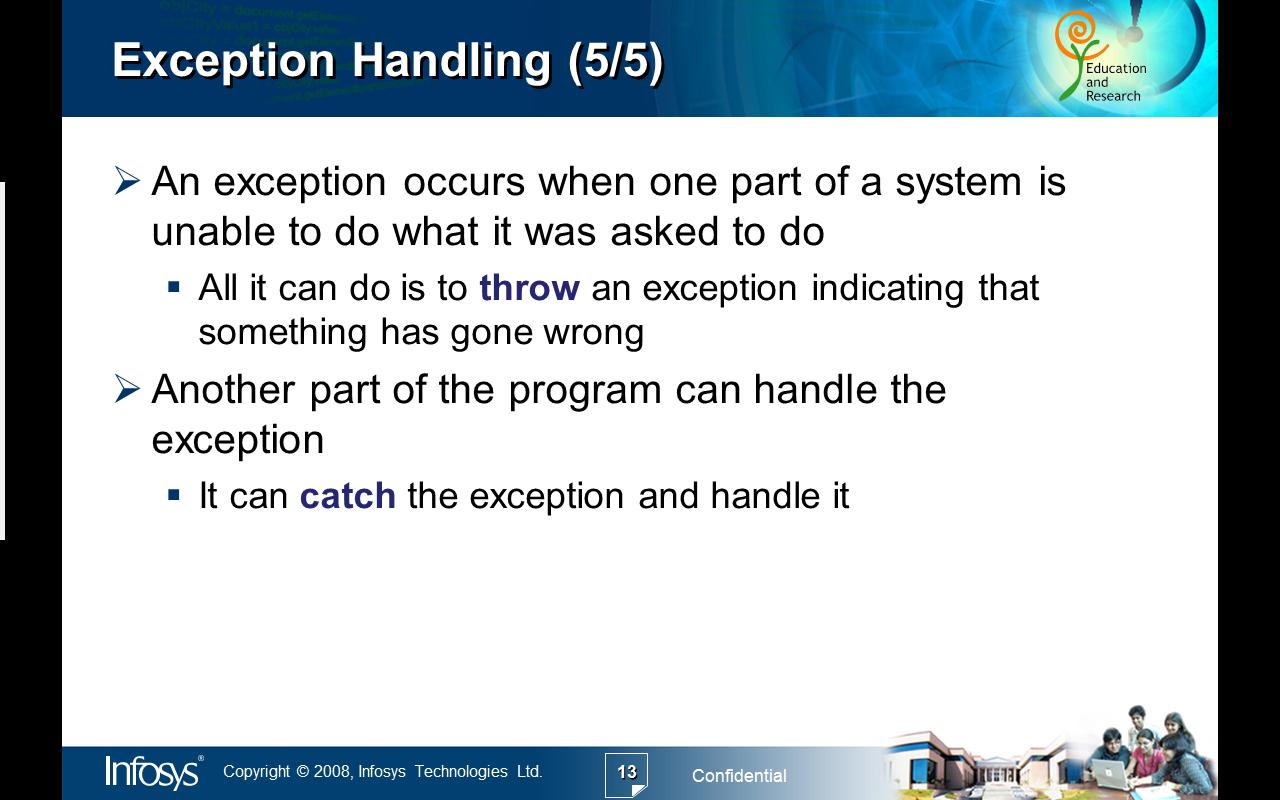 Exception Handling (5/5)
Education
and
Research
An exception occurs when one part of a system is
unable to do what it was asked to do
All it can do is to throw an exception indicating that
something has gone wrong
Another part of the program can handle the
exception
It can catch the exception and handle it
Infosys®
Copyright © 2008, Infosys Technologies Ltd.
13
Confidential